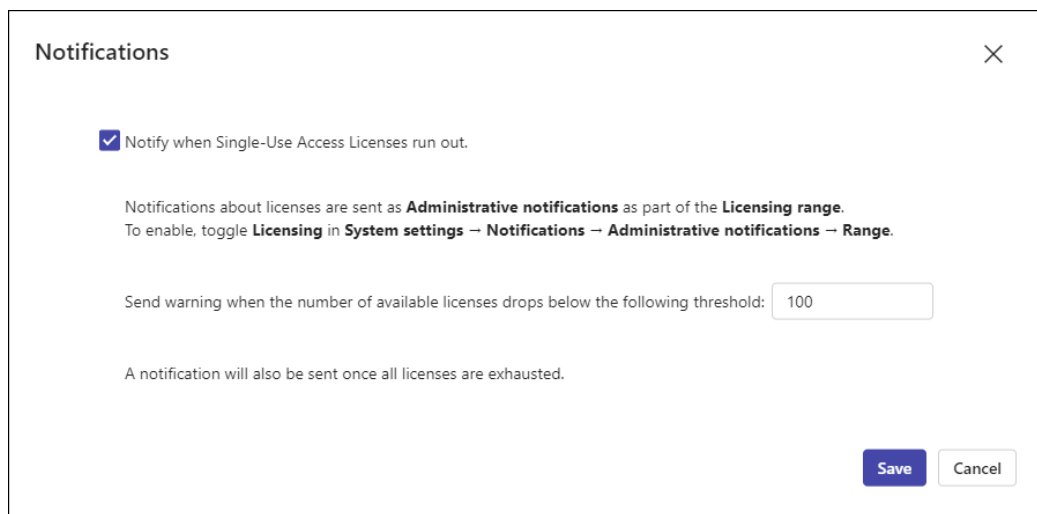 Notifications
Notify when Single-Use Access Licenses run out.
Notifications about licenses are sent as Administrative notifications as part of the Licensing range.
To enable, toggle Licensing in System settings → Notifications → Administrative notifications → Range.
Send warning when the number of available licenses drops below the following threshold: 100
A notification will also be sent once all licenses are exhausted.
Save Cancel